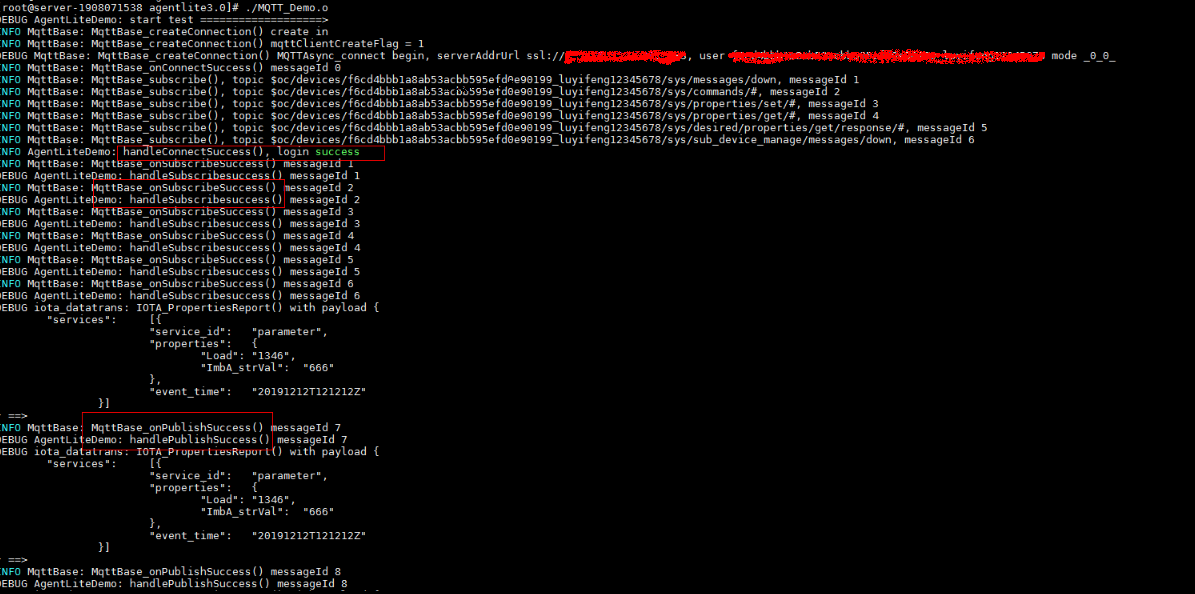 root@server-1908071538 agentlite3.0]# ./MQTT_Demo.o
DEBUG AgentLiteDemo: start test ===================>
INFO MqttBase: MqttBase_createConnection() create in
INFO MqttBase: MqttBase_createConnection() mqttClientCreateFlag = 1
DEBUG MqttBase: MqttBase_createConnection() MQTTAsync_connect begin, serverAddrUrl ssl:// , user mode _0_0_
INFO MqttBase: MqttBase_onConnectSuccess() messageId 0
DEBUG MqttBase: MqttBase_subscribe(), topic $oc/devices/f6cd4bbb1a8ab53acbb595efd0e90199_luyifeng12345678/sys/messages/down, messageId 1
DEBUG MqttBase: MqttBase_subscribe(), topic $oc/devices/f6cd4bbb1a8ab53acbb595efd0e90199_luyifeng12345678/sys/commands/#, messageId 2
DEBUG MqttBase: MqttBase_subscribe(), topic $oc/devices/f6cd4bbb1a8ab53acbb595efd0e90199_luyifeng12345678/sys/properties/set/#, messageId 3
DEBUG MqttBase: MqttBase_subscribe(), topic $oc/devices/f6cd4bbb1a8ab53acbb595efd0e90199_luyifeng12345678/sys/properties/get/#, messageId 4
DEBUG MqttBase: MqttBase_subscribe(), topic $oc/devices/f6cd4bbb1a8ab53acbb595efd0e90199_luyifeng12345678/sys/desired/properties/get/response/#, messageId 5
DEBUG MqttBase: MqttBase_subscribe(), topic $oc/devices/f6cd4bbb1a8ab53acbb595efd0e90199_luyifeng12345678/sys/sub_device_manage/messages/down, messageId 6
INFO AgentLiteDemo: handleConnectSuccess(), login success
INFO MqttBase: MqttBase_onSubscribeSuccess() messageId 1
DEBUG AgentLiteDemo: handleSubscribesuccess() messageId 1
INFO MqttBase: MqttBase_onSubscribeSuccess() messageId 2
DEBUG AgentLiteDemo: handleSubscribesuccess() messageId 2
INFO MqttBase: MqttBase_onSubscribeSuccess() messageId 3
DEBUG AgentLiteDemo: handleSubscribesuccess() messageId 3
INFO MqttBase: MqttBase_onSubscribeSuccess() messageId 4
DEBUG AgentLiteDemo: handleSubscribesuccess() messageId 4
INFO MqttBase: MqttBase_onSubscribeSuccess() messageId 5
DEBUG AgentLiteDemo: handleSubscribesuccess() messageId 5
INFO MqttBase: MqttBase_onSubscribeSuccess() messageId 6
DEBUG AgentLiteDemo: handleSubscribesuccess() messageId 6
DEBUG iota_datatrans: IOTA_PropertiesReport() with payload {
"services": [{
"service_id": "parameter",
"properties": {
"Load": "1346",
"ImbA_strVal": "666"
},
"event_time": "20191212T121212Z"
}]
==>
INFO MqttBase: MqttBase_onPublishSuccess() messageId 7
DEBUG AgentLiteDemo: handlePublishSuccess() messageId 7
DEBUG iota_datatrans: IOTA_PropertiesReport() with payload {
"services": [{
"service_id": "parameter",
"properties": {
"Load": "1346",
"ImbA_strVal": "666"
},
"event_time": "20191212T121212Z"
}]
==>
INFO MqttBase: MqttBase_onPublishSuccess() messageId 8
DEBUG AgentLiteDemo: handlePublishSuccess() messageId 8